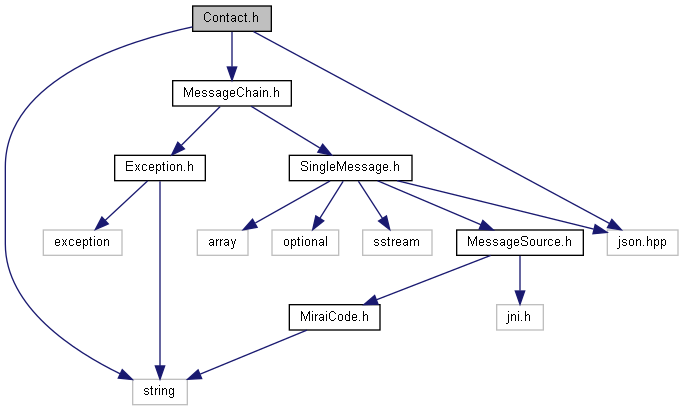 Contact.h
MessageChain.h
Exception.h
SingleMessage.h
exception
array
optional
sstream
MessageSource.h
json.hpp
MiraiCode.h
jni.h
string